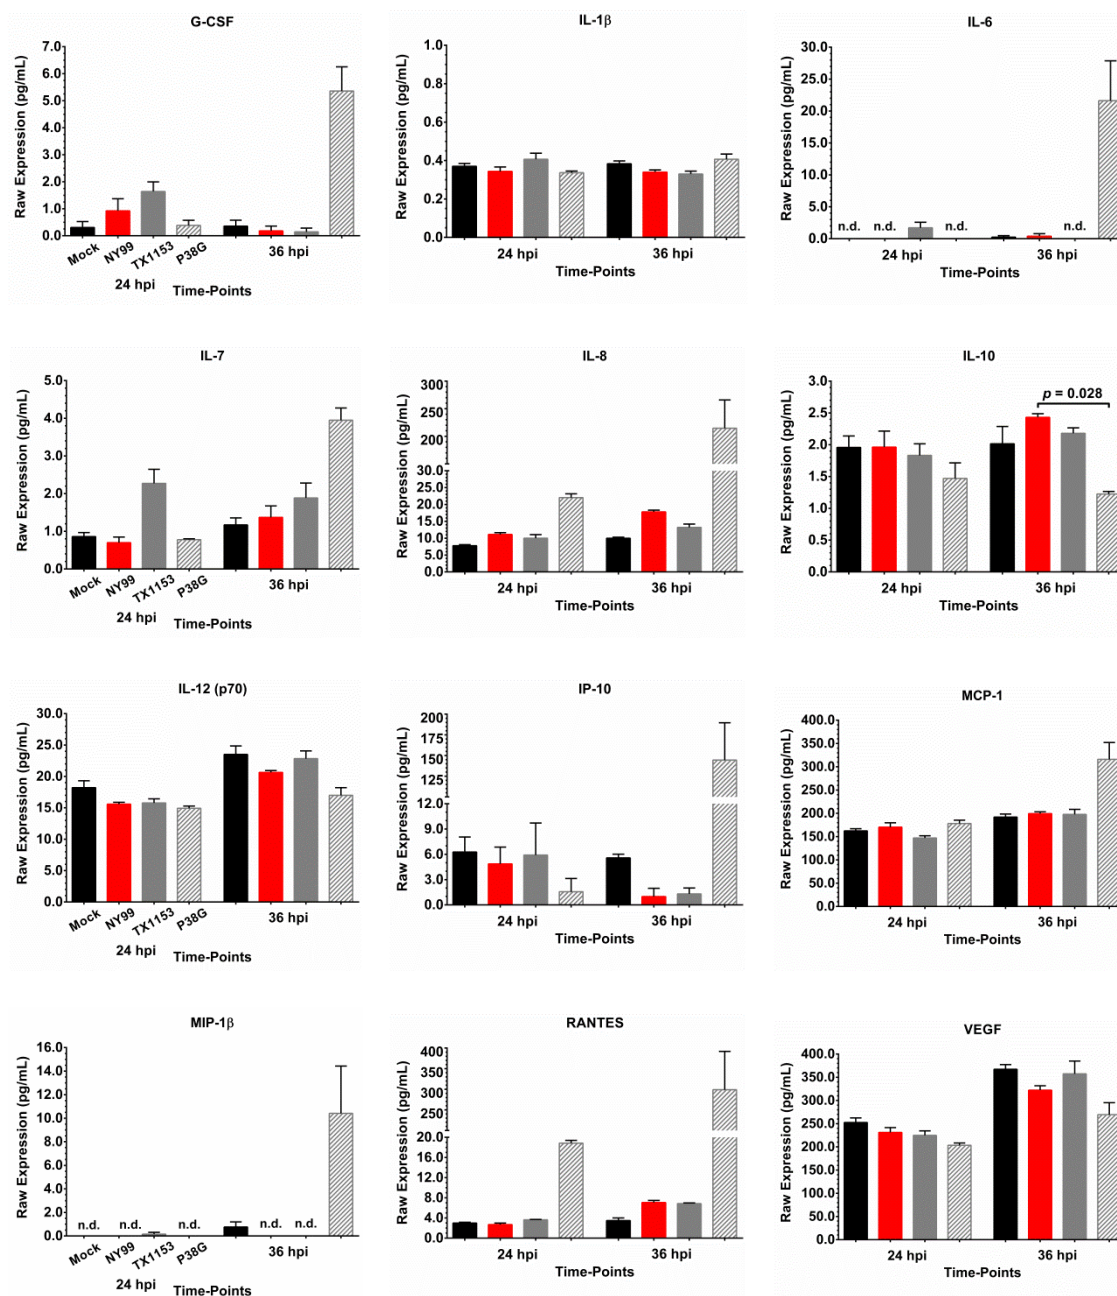 G-CSF
Raw Expression (pg/mL)
7.0
6.0
5.0
4.0
3.0
2.0
1.0
0.0
Mock
NY99
TX1153
P38G
24 hpi
36 hpi
Time-Points
IL-1β
Raw Expression (pg/mL)
1.0
0.8
0.6
0.4
0.2
0.0
24 hpi
36 hpi
Time-Points
IL-6
Raw Expression (pg/mL)
30.0
25.0
20.0
15.0
10.0
5.0
0.0
n.d.
n.d.
n.d.
n.d.
24 hpi
36 hpi
Time-Points
IL-7
Raw Expression (pg/mL)
5.0
4.0
3.0
2.0
1.0
0.0
Mock
NY99
TX1153
P38G
24 hpi
36 hpi
Time-Points
IL-8
Raw Expression (pg/mL)
300
250
200
30.0
25.0
20.0
15.0
10.0
5.0
0.0
24 hpi
36 hpi
Time-Points
IL-10
Raw Expression (pg/mL)
3.0
2.5
2.0
1.5
1.0
0.5
0.0
p = 0.028
24 hpi
36 hpi
Time-Points
IL-12 (p70)
Raw Expression (pg/mL)
30.0
25.0
20.0
15.0
10.0
5.0
0.0
Mock
NY99
TX1153
P38G
24 hpi
36 hpi
Time-Points
IP-10
Raw Expression (pg/mL)
200
175
150
125
12.0
9.0
6.0
3.0
0.0
24 hpi
36 hpi
Time-Points
MCP-1
Raw Expression (pg/mL)
400.0
350.0
300.0
250.0
200.0
150.0
100.0
50.0
0.0
24 hpi
36 hpi
Time-Points
MIP-1β
Raw Expression (pg/mL)
16.0
14.0
12.0
10.0
8.0
6.0
4.0
2.0
0.0
n.d.
n.d.
n.d.
n.d.
n.d.
Mock
NY99
TX1153
P38G
24 hpi
36 hpi
Time-Points
RANTES
Raw Expression (pg/mL)
400
350
300
250
20.0
16.0
12.0
8.0
4.0
0.0
24 hpi
36 hpi
Time-Points
VEGF
Raw Expression (pg/mL)
400.0
350.0
300.0
250.0
200.0
150.0
100.0
50.0
0.0
24 hpi
36 hpi
Time-Points